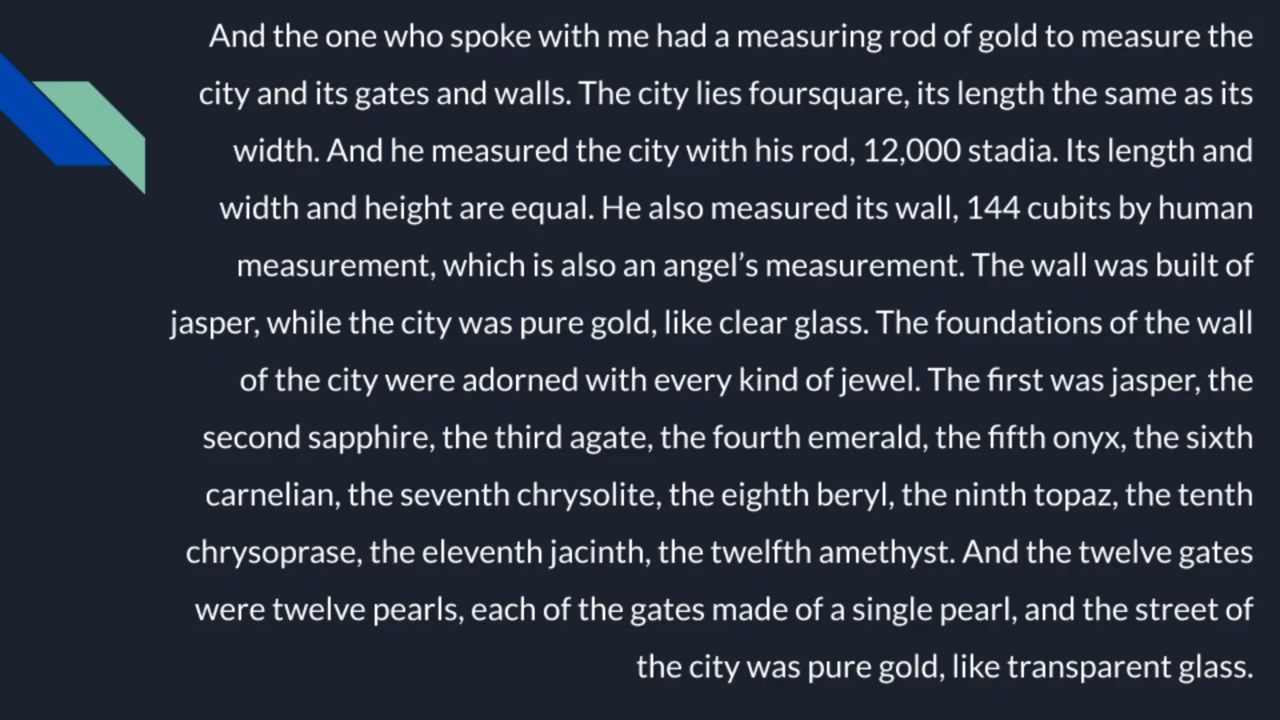 And the one who spoke with me had a measuring rod of gold to measure the
city and its gates and walls. The city lies foursquare, its length the same as its
width. And he measured the city with his rod, 12,000 stadia. Its length and
width and height are equal. He also measured its wall, 144 cubits by human
measurement, which is also an angel’s measurement. The wall was built of
jasper, while the city was pure gold, like clear glass. The foundations of the wall
of the city were adorned with every kind of jewel. The first was jasper, the
second sapphire, the third agate, the fourth emerald, the fifth onyx, the sixth
carnelian, the seventh chrysolite, the eighth beryl, the ninth topaz, the tenth
chrysoprase, the eleventh jacinth, the twelfth amethyst. And the twelve gates
were twelve pearls, each of the gates made of a single pearl, and the street of
the city was pure gold, like transparent glass.